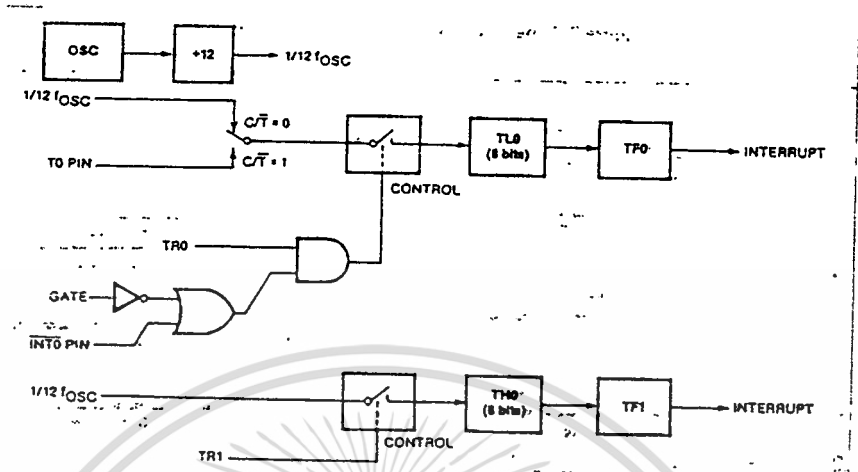 OSC
÷12
1/12 fOSC
1/12 fOSC
C/T̅ = 0
T0 PIN
C/T̅ = 1
CONTROL
TL0
(8 bits)
TF0
INTERRUPT
TR0
GATE
I̅N̅T̅0̅ PIN
1/12 fOSC
CONTROL
TH0
(8 bits)
TF1
INTERRUPT
TR1